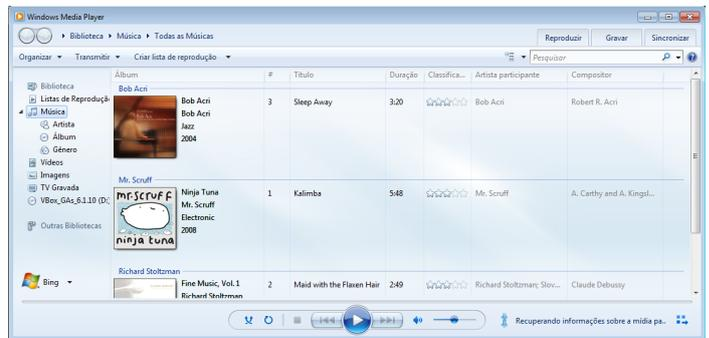 Windows Media Player
Biblioteca ▸ Música ▸ Todas as Músicas
Reproduzir Gravar Sincronizar
Organizar Transmitir Criar lista de reprodução
Pesquisar
Álbum # Título Duração Classifica... Artista participante Compositor
Biblioteca
Listas de Reproduçã
Música
Artista
Álbum
Gênero
Vídeos
Imagens
TV Gravada
VBox_GAs_6.1.10 (D:)
Outras Bibliotecas
Bing
Bob Acri
Bob Acri 3 Sleep Away 3:20 Bob Acri Robert R. Acri
Bob Acri
Jazz
2004
Mr. Scruff
mr.scruff
ninja tuna
Ninja Tuna 1 Kalimba 5:48 Mr. Scruff A. Carthy and A. Kingsl...
Mr. Scruff
Electronic
2008
Richard Stoltzman
Fine Music, Vol. 1 2 Maid with the Flaxen Hair 2:49 Richard Stoltzman; Slov... Claude Debussy
Richard Stoltzman
Recuperando informações sobre a mídia pa..